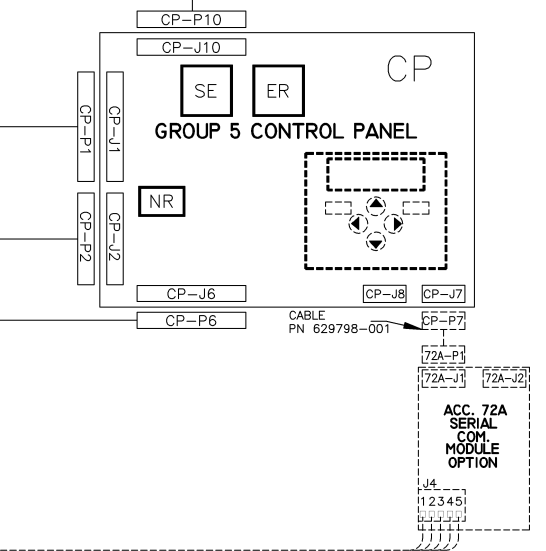 CP-P10
CP-J10
CP
SE
ER
GROUP 5 CONTROL PANEL
CP-P1
CP-J1
NR
CP-P2
CP-J2
CP-J6
CP-J8
CP-J7
CP-P6
CABLE
PN 629798-001
CP-P7
72A-P1
72A-J1
72A-J2
ACC. 72A
SERIAL
COM.
MODULE
OPTION
J4
12345